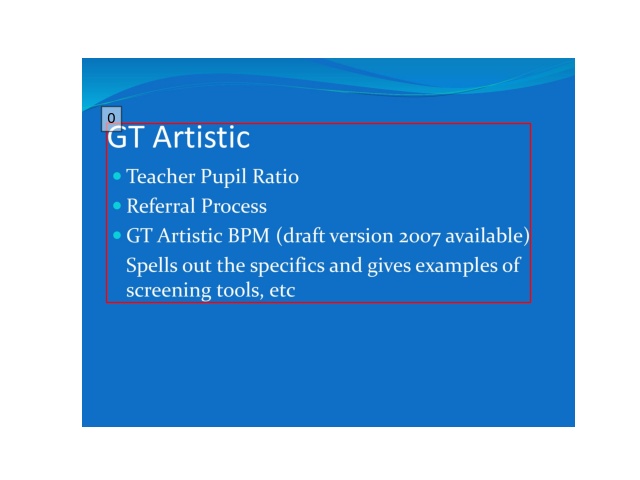 0
GT Artistic
Teacher Pupil Ratio
Referral Process
GT Artistic BPM (draft version 2007 available)
Spells out the specifics and gives examples of
screening tools, etc